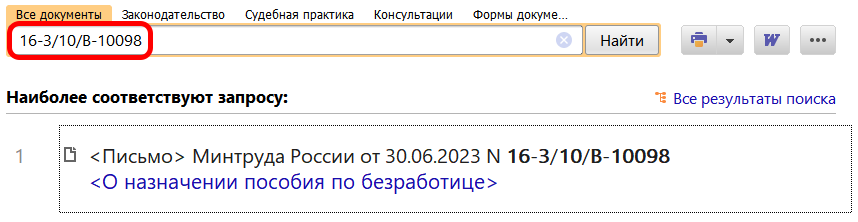 Все документы Законодательство Судебная практика Консультации Формы докуме...
16-3/10/В-10098 Найти W
Наиболее соответствуют запросу: Все результаты поиска
1 <Письмо> Минтруда России от 30.06.2023 N 16-3/10/В-10098
<О назначении пособия по безработице>